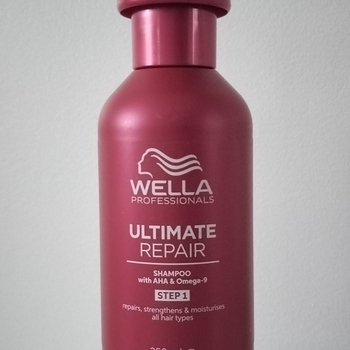 WELLA
PROFESSIONALS
ULTIMATE
REPAIR
SHAMPOO
with AHA & Omega-9
STEP 1
repairs, strengthens & moisturises
all hair types